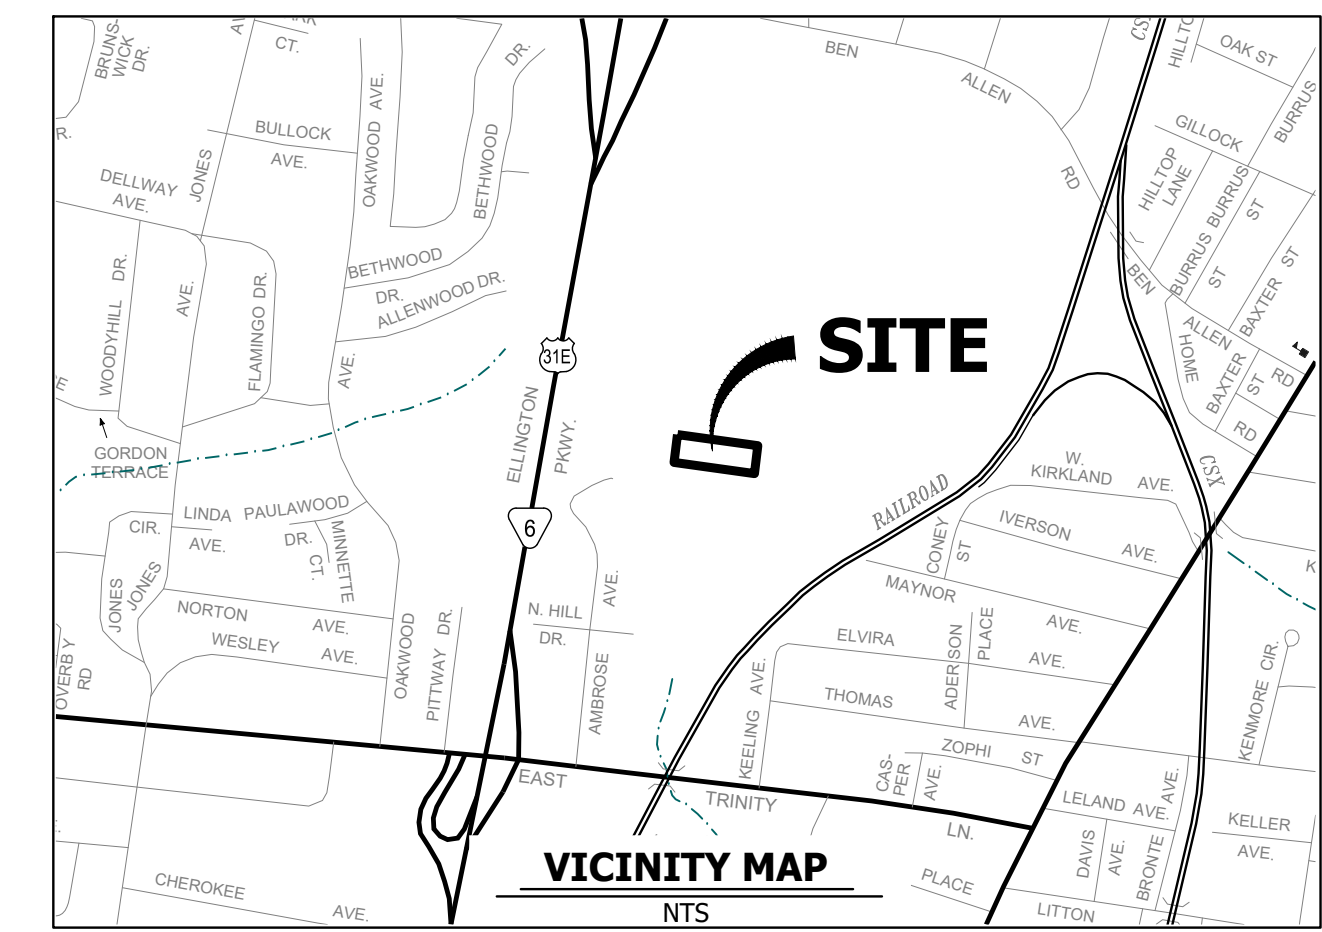 BRUNS-
WICK
DR.
CT.
OAKWOOD AVE.
DR.
BEN
ALLEN
RD
OAK ST
BURRUS
GILLOCK
R.
BULLOCK
AVE.
JONES
AVE.
DELLWAY
AVE.
BETHWOOD
HILLTOP
LANE
BURRUS
ST
BURRUS
ST
BAXTER ST
BEN
ALLEN
RD
BETHWOOD
DR.
ALLENWOOD DR.
WOODYHILL DR.
FLAMINGO DR.
AVE.
31E
SITE
HOME
RD
BAXTER
ST
ELLINGTON
PKWY.
GORDON
TERRACE
RAILROAD
CSX
W.
KIRKLAND AVE.
LINDA
AVE.
PAULAWOOD
DR.
CIR.
MINNETTE
CT.
6
IVERSON
AVE.
CONEY
ST
MAYNOR
AVE.
JONES
JONES
NORTON
AVE.
WESLEY
AVE.
N. HILL
DR.
AMBROSE
AVE.
OAKWOOD
PITTWAY DR.
ELVIRA
AVE.
ADERSON
PLACE
OVERBY
RD
THOMAS
AVE.
KEELING AVE.
KENMORE CIR.
ZOPHI
ST
CAS-
PER
AVE.
EAST
TRINITY
LN.
LELAND AVE.
KELLER
AVE.
DAVIS
AVE.
BRONTE
AVE.
VICINITY MAP
NTS
CHEROKEE
AVE.
PLACE
LITTON